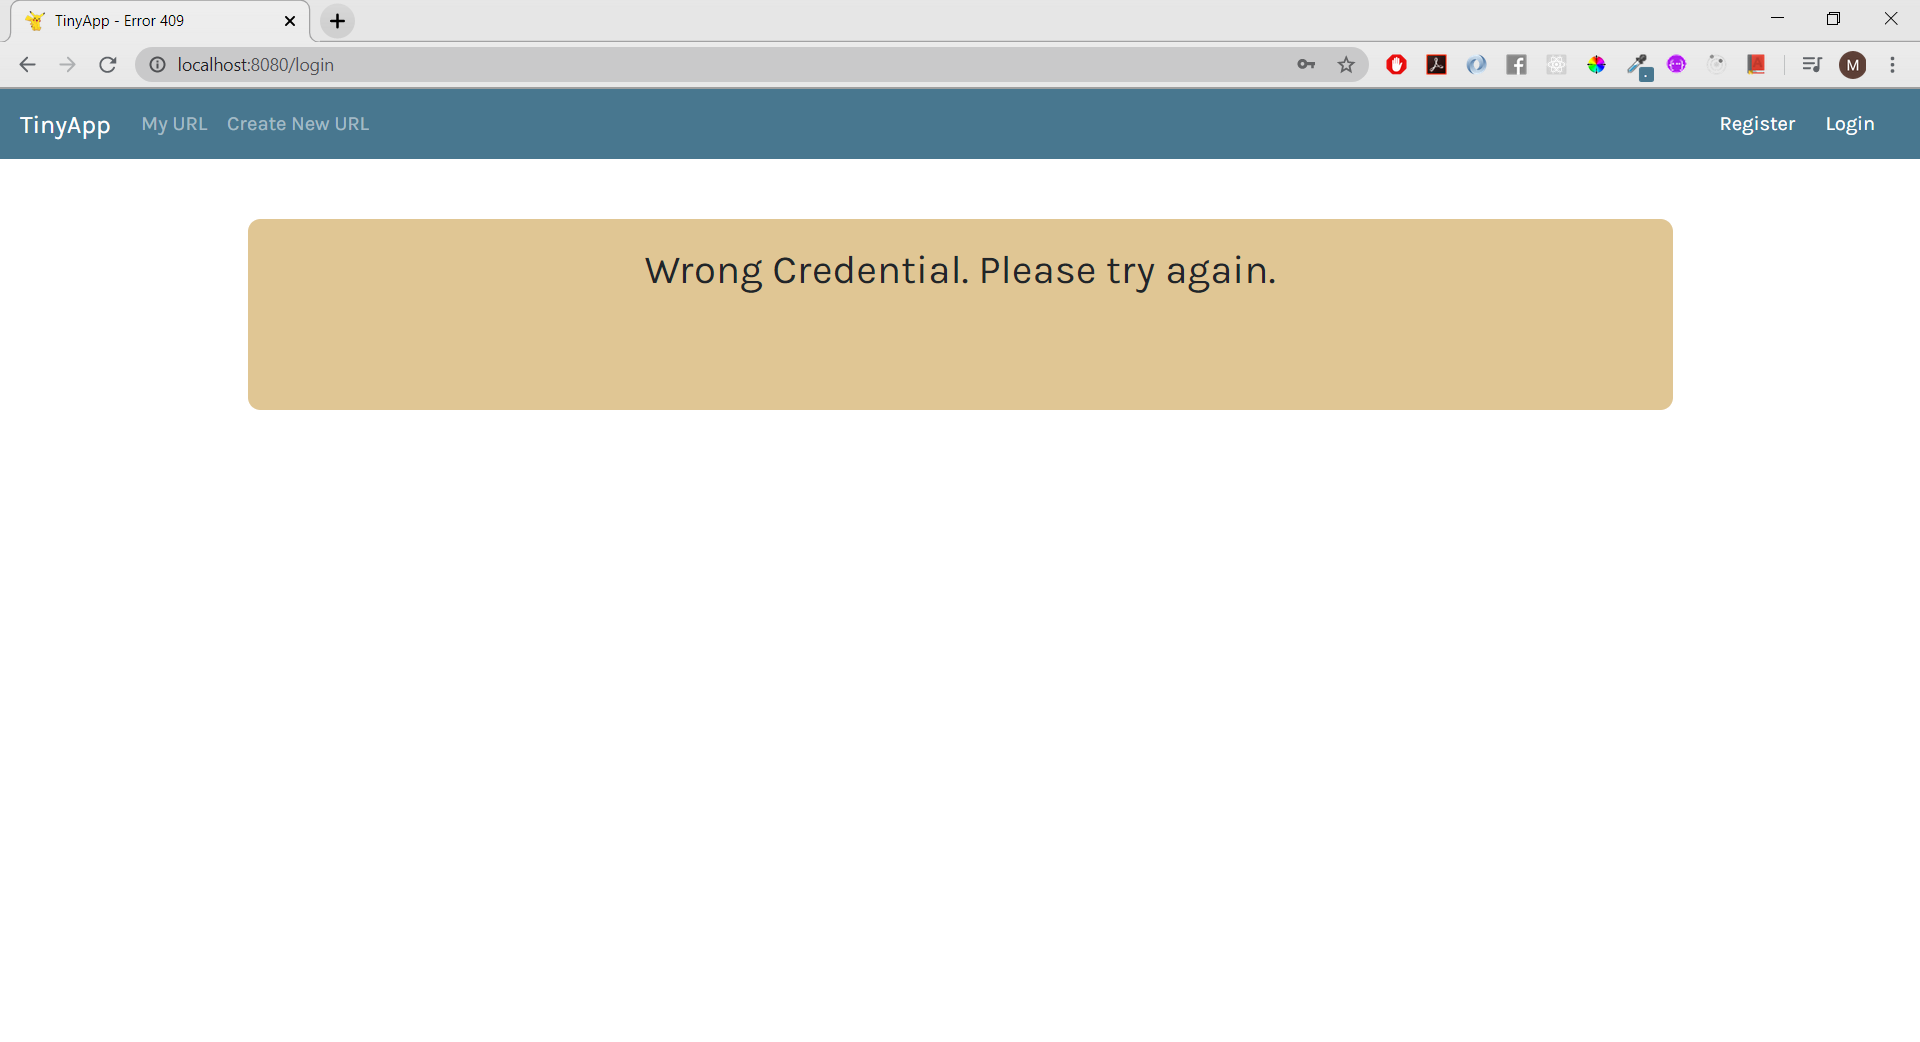 TinyApp - Error 409
localhost:8080/login
M
TinyApp My URL Create New URL Register Login
Wrong Credential. Please try again.